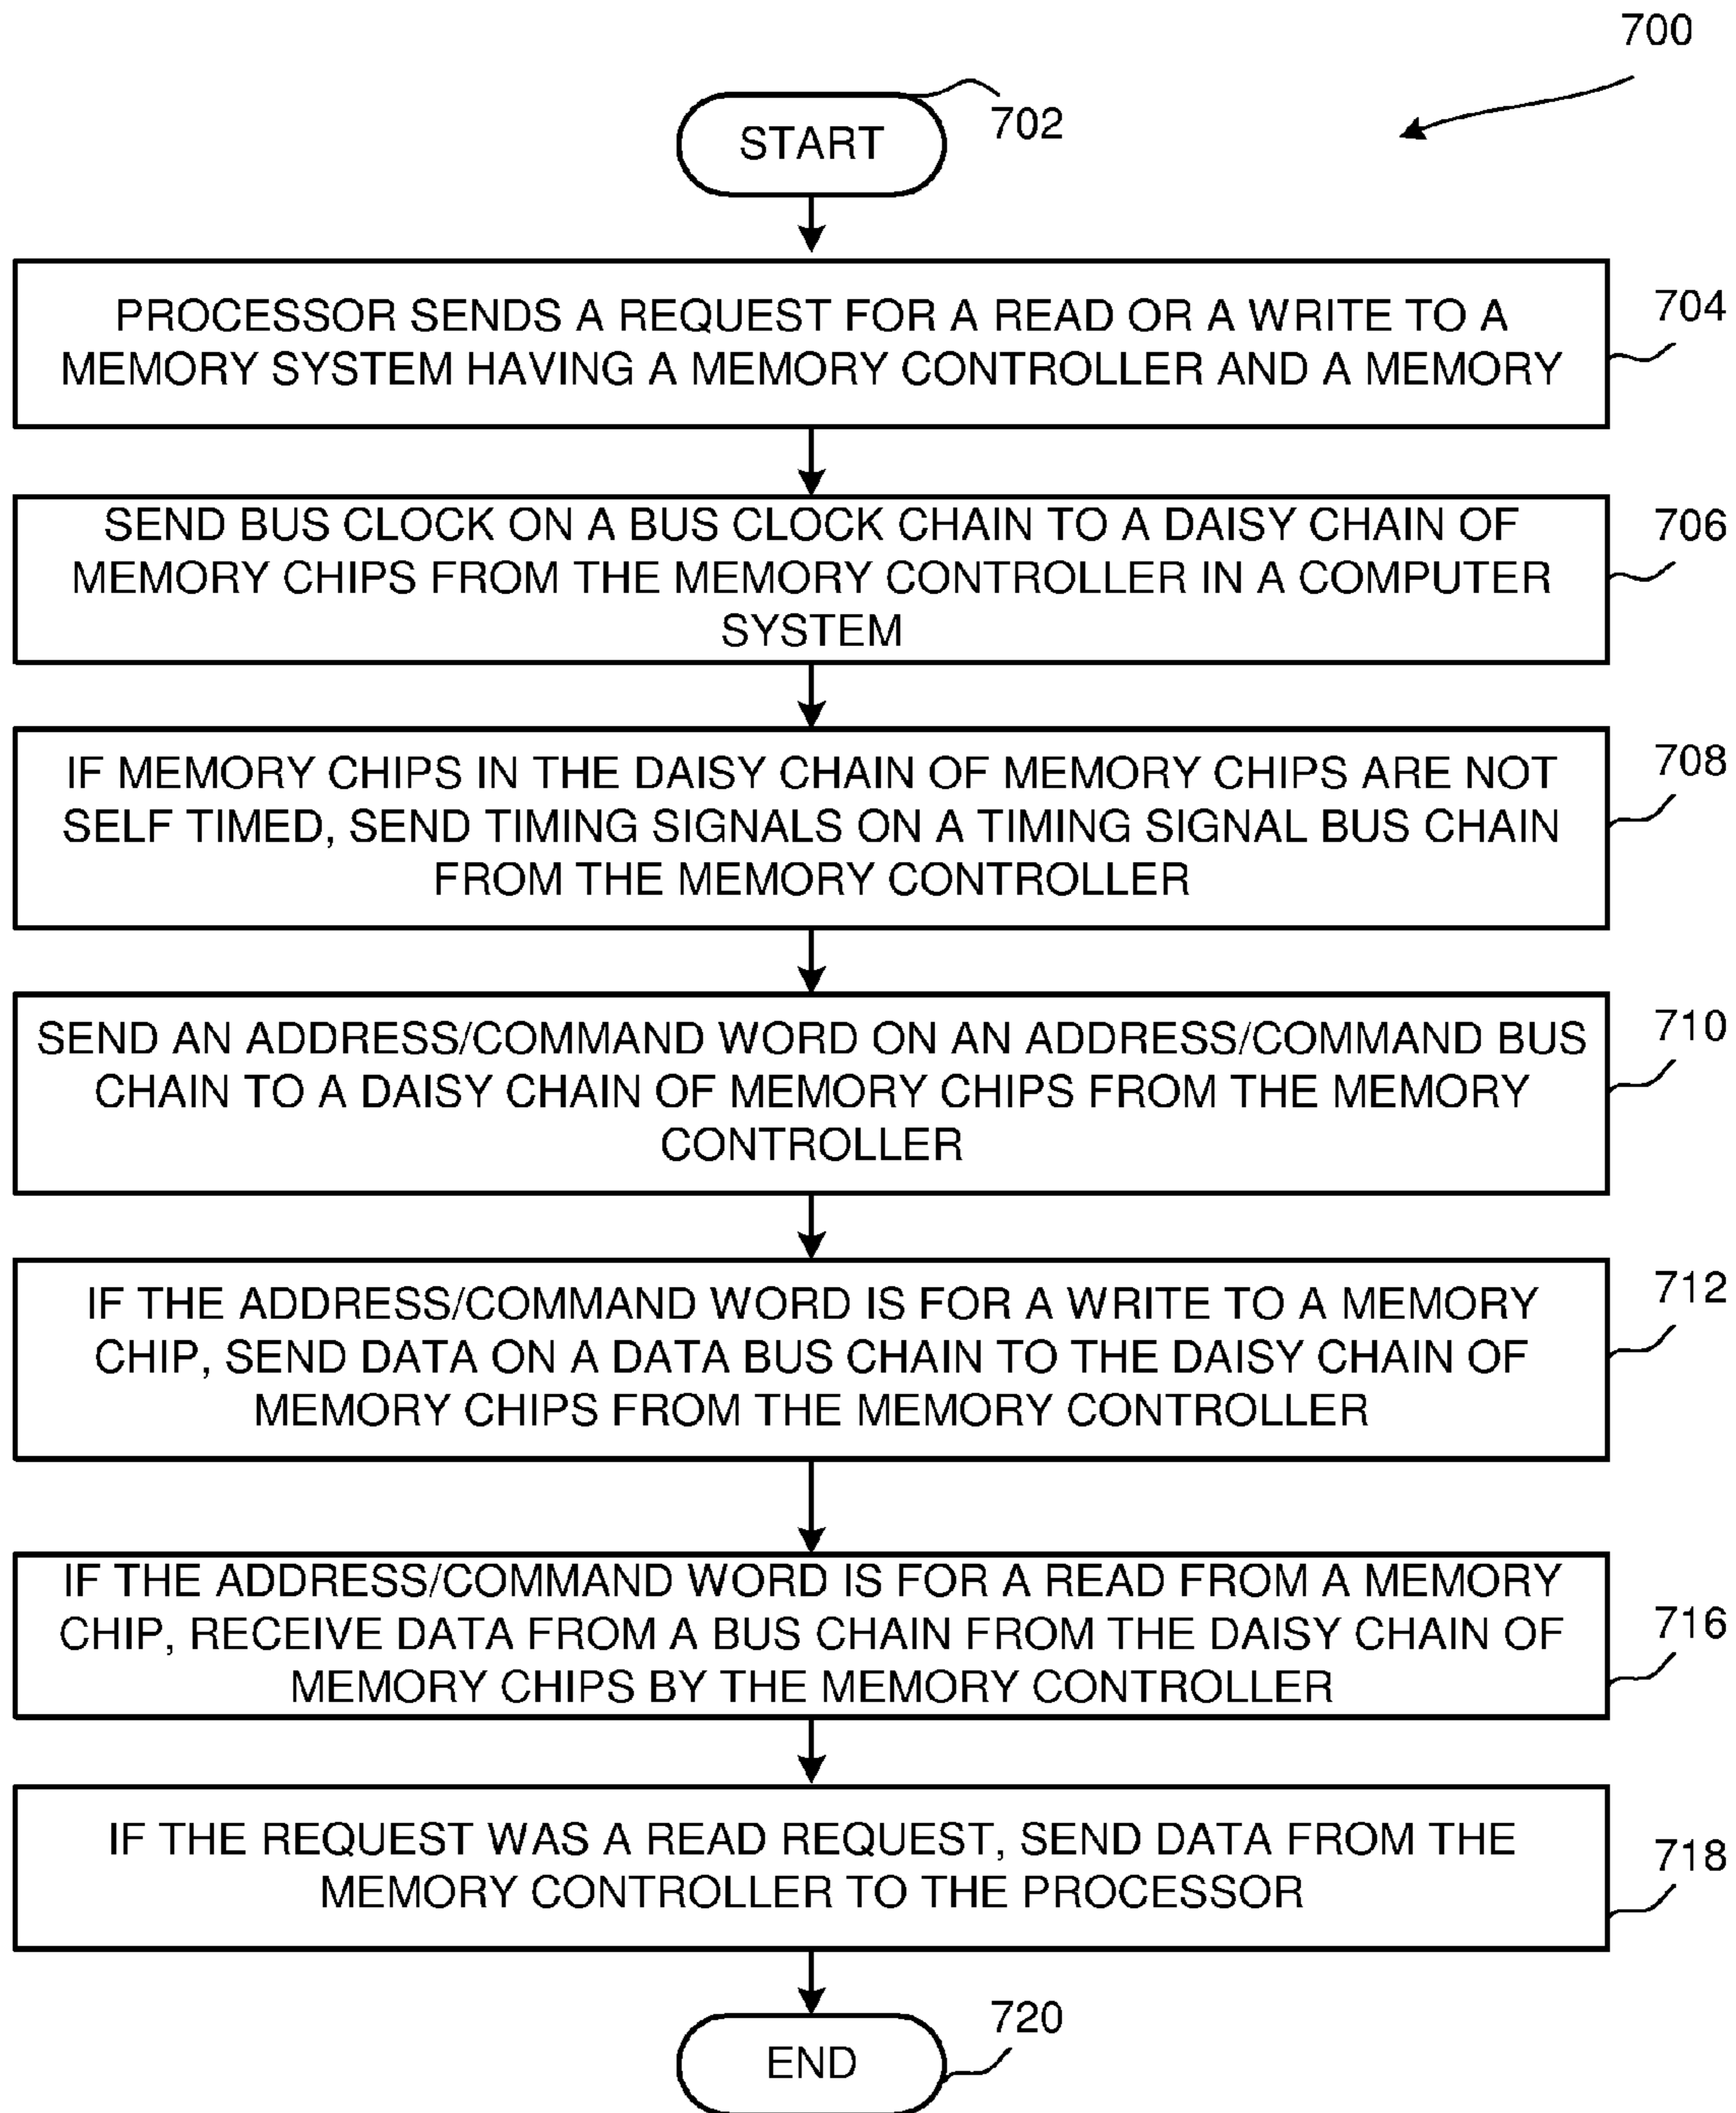 700
START
702
PROCESSOR SENDS A REQUEST FOR A READ OR A WRITE TO A
MEMORY SYSTEM HAVING A MEMORY CONTROLLER AND A MEMORY
704
SEND BUS CLOCK ON A BUS CLOCK CHAIN TO A DAISY CHAIN OF
MEMORY CHIPS FROM THE MEMORY CONTROLLER IN A COMPUTER
SYSTEM
706
IF MEMORY CHIPS IN THE DAISY CHAIN OF MEMORY CHIPS ARE NOT
SELF TIMED, SEND TIMING SIGNALS ON A TIMING SIGNAL BUS CHAIN
FROM THE MEMORY CONTROLLER
708
SEND AN ADDRESS/COMMAND WORD ON AN ADDRESS/COMMAND BUS
CHAIN TO A DAISY CHAIN OF MEMORY CHIPS FROM THE MEMORY
CONTROLLER
710
IF THE ADDRESS/COMMAND WORD IS FOR A WRITE TO A MEMORY
CHIP, SEND DATA ON A DATA BUS CHAIN TO THE DAISY CHAIN OF
MEMORY CHIPS FROM THE MEMORY CONTROLLER
712
IF THE ADDRESS/COMMAND WORD IS FOR A READ FROM A MEMORY
CHIP, RECEIVE DATA FROM A BUS CHAIN FROM THE DAISY CHAIN OF
MEMORY CHIPS BY THE MEMORY CONTROLLER
716
IF THE REQUEST WAS A READ REQUEST, SEND DATA FROM THE
MEMORY CONTROLLER TO THE PROCESSOR
718
END
720